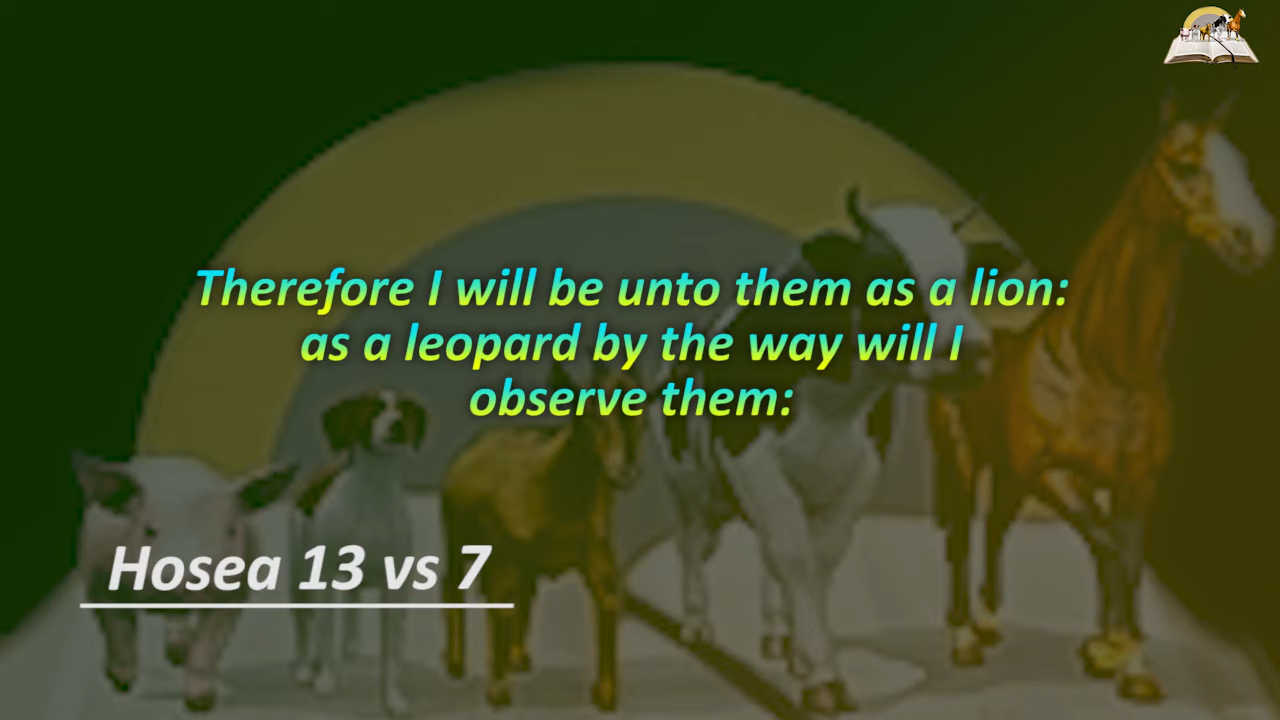 Therefore I will be unto them as a lion:
as a leopard by the way will I
observe them:
Hosea 13 vs 7